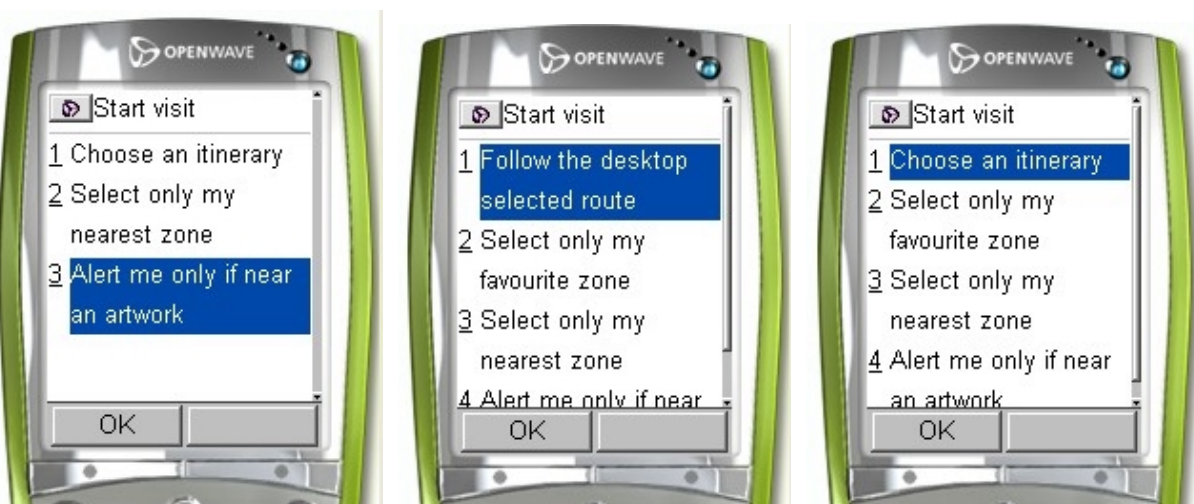 OPENWAVE
Start visit
1 Choose an itinerary
2 Select only my
nearest zone
3 Alert me only if near
an artwork
OK
OPENWAVE
Start visit
1 Follow the desktop
selected route
2 Select only my
favourite zone
3 Select only my
nearest zone
4 Alert me only if near
OK
OPENWAVE
Start visit
1 Choose an itinerary
2 Select only my
favourite zone
3 Select only my
nearest zone
4 Alert me only if near
an artwork
OK